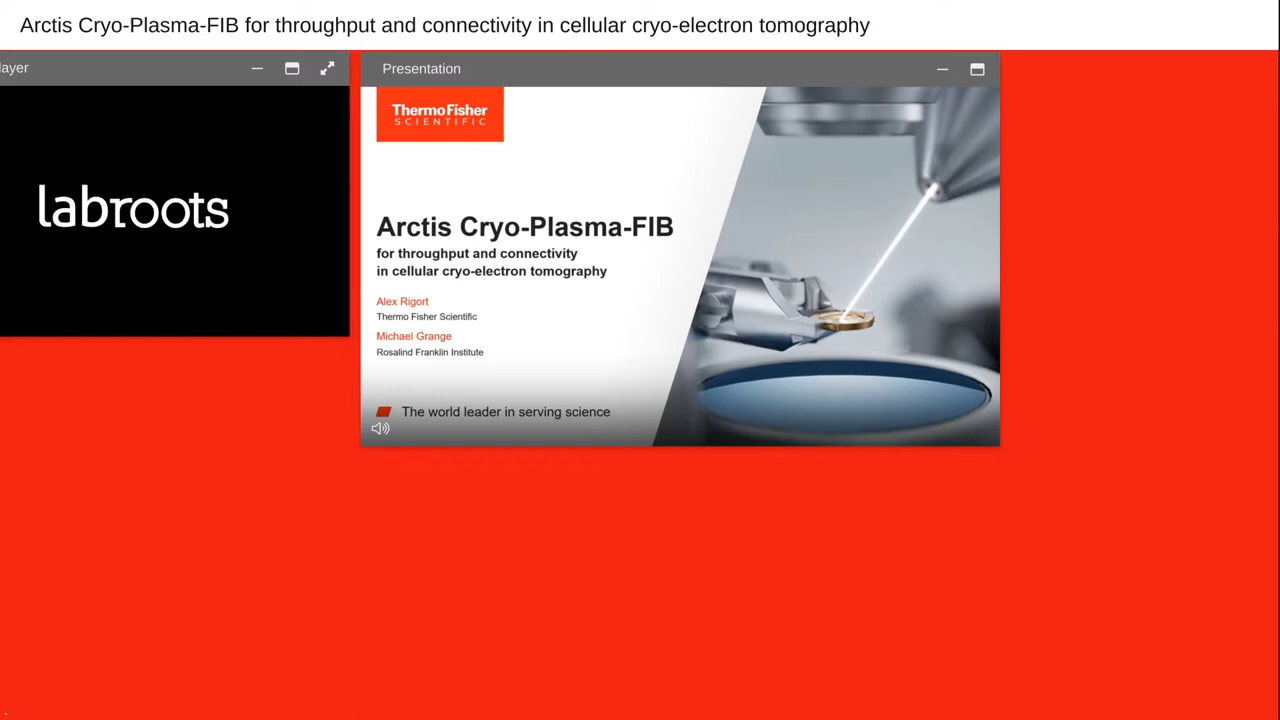 Arctis Cryo-Plasma-FIB for throughput and connectivity in cellular cryo-electron tomography
layer
Presentation
labroots
ThermoFisher
SCIENTIFIC
Arctis Cryo-Plasma-FIB
for throughput and connectivity
in cellular cryo-electron tomography
Alex Rigort
Thermo Fisher Scientific
Michael Grange
Rosalind Franklin Institute
The world leader in serving science